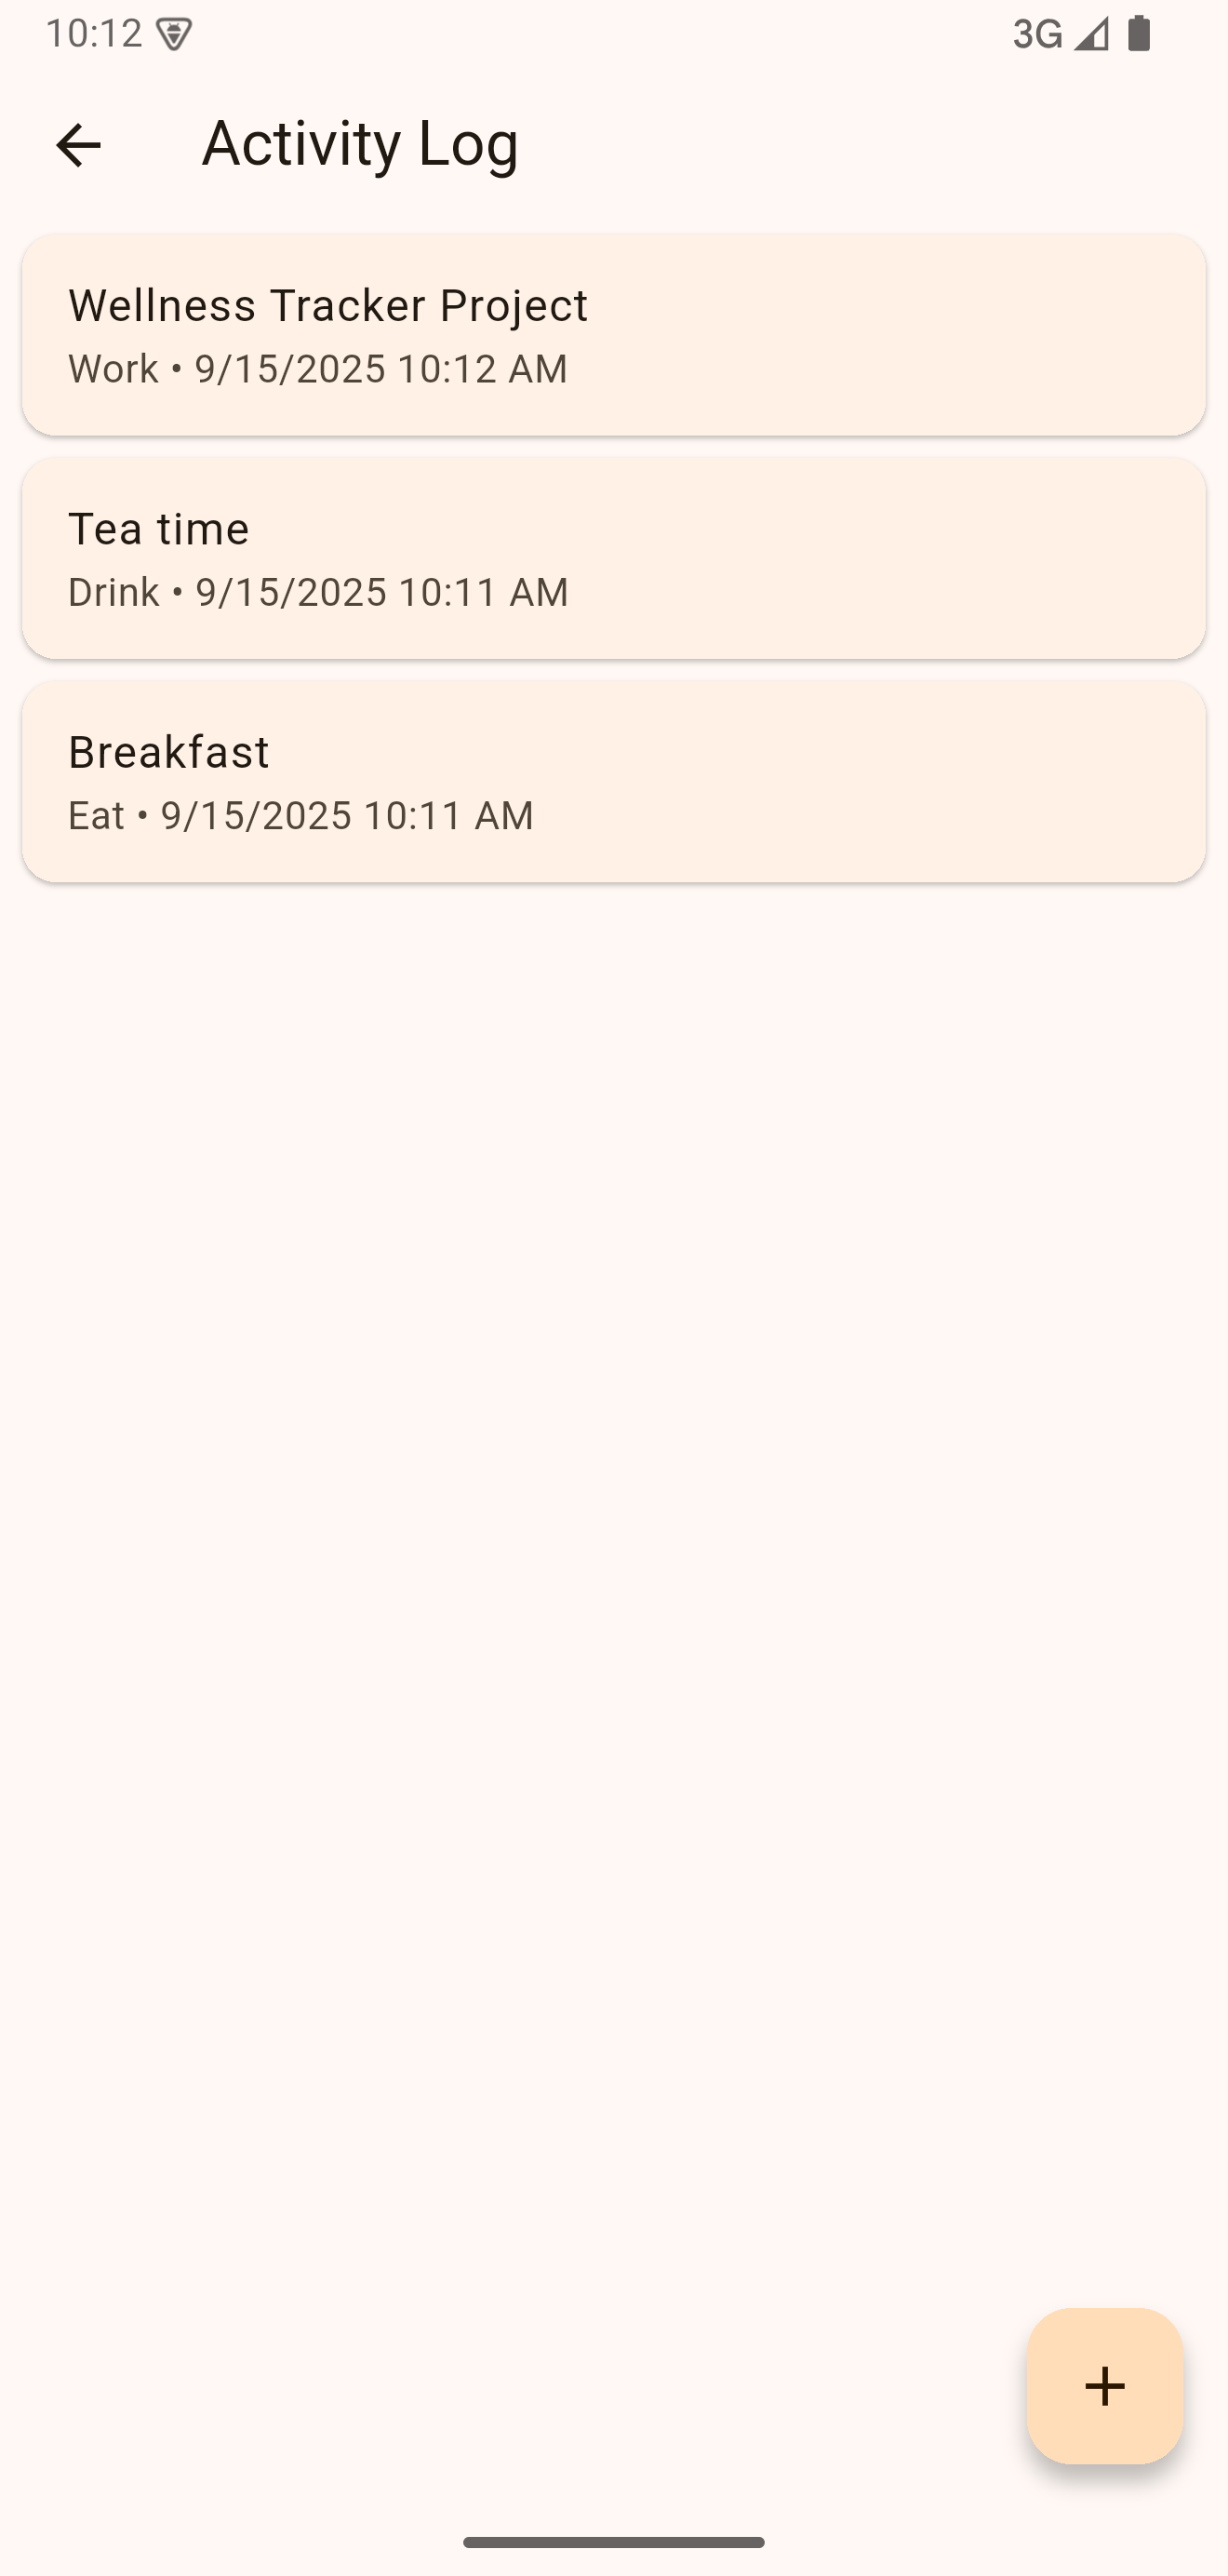 10:12
3G
Activity Log
Wellness Tracker Project
Work • 9/15/2025 10:12 AM
Tea time
Drink • 9/15/2025 10:11 AM
Breakfast
Eat • 9/15/2025 10:11 AM